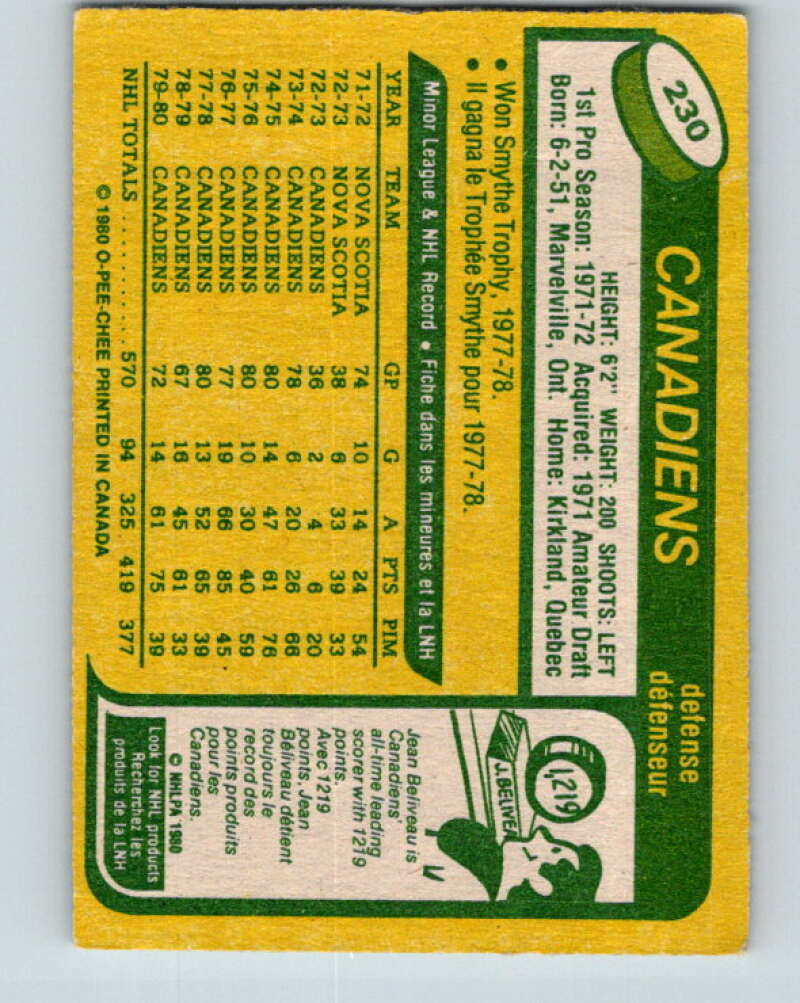 230
CANADIENS
defense
défenseur
HEIGHT: 6'2" WEIGHT: 200 SHOOTS: LEFT
1st Pro Season: 1971-72 Acquired: 1971 Amateur Draft
Born: 6-2-51, Marvelville, Ont. Home: Kirkland, Quebec
• Won Smythe Trophy, 1977-78.
• Il gagna le Trophée Smythe pour 1977-78.
Minor League & NHL Record • Fiche dans les mineures et la LNH
YEAR TEAM GP G A PTS PIM
71-72 NOVA SCOTIA 74 10 14 24 54
72-73 NOVA SCOTIA 38 6 33 39 33
72-73 CANADIENS 36 2 4 6 20
73-74 CANADIENS 78 6 20 26 66
74-75 CANADIENS 80 14 47 61 76
75-76 CANADIENS 80 10 30 40 59
76-77 CANADIENS 77 19 66 85 45
77-78 CANADIENS 80 13 52 65 39
78-79 CANADIENS 67 16 45 61 33
79-80 CANADIENS 72 14 61 75 39
NHL TOTALS ......... 570 94 325 419 377
© 1980 O-PEE-CHEE PRINTED IN CANADA
1,219
J. BELIVEA
Jean Beliveau is
Canadiens'
all-time leading
scorer with 1219
points.
Avec 1219
points, Jean
Béliveau détient
toujours le
record des
points produits
pour les
Canadiens.
© NHLPA 1980
Look for NHL products
Recherchez les
produits de la LNH